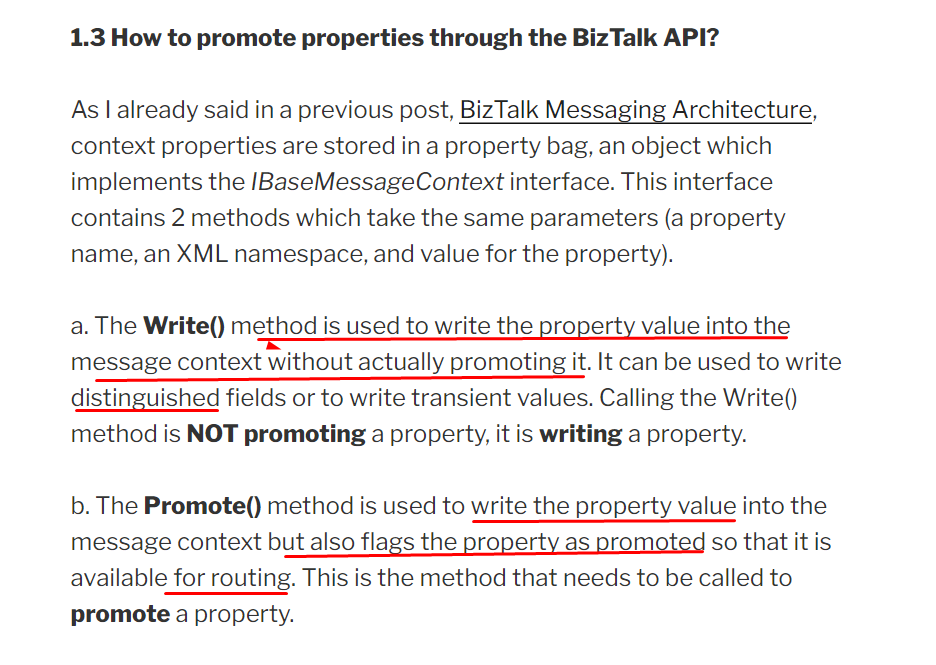 1.3 How to promote properties through the BizTalk API?
As I already said in a previous post, BizTalk Messaging Architecture,
context properties are stored in a property bag, an object which
implements the IBaseMessageContext interface. This interface
contains 2 methods which take the same parameters (a property
name, an XML namespace, and value for the property).
a. The Write() method is used to write the property value into the
message context without actually promoting it. It can be used to write
distinguished fields or to write transient values. Calling the Write()
method is NOT promoting a property, it is writing a property.
b. The Promote() method is used to write the property value into the
message context but also flags the property as promoted so that it is
available for routing. This is the method that needs to be called to
promote a property.